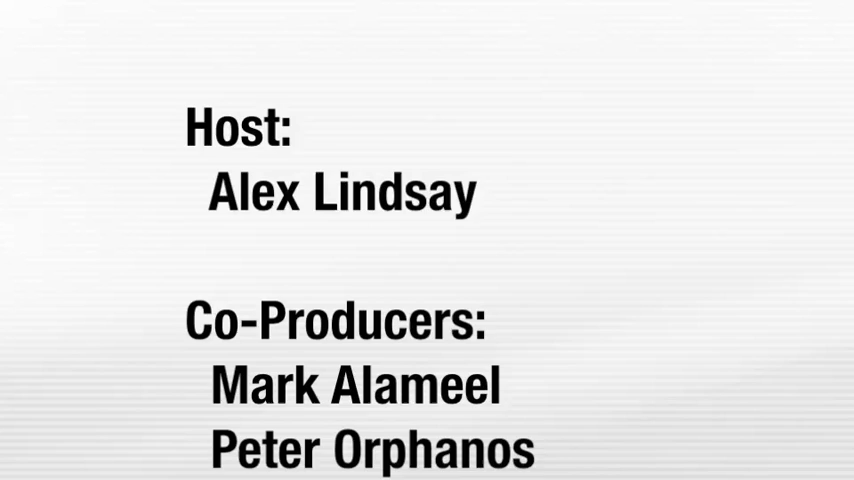 Host:
Alex Lindsay
Co-Producers:
Mark Alameel
Peter Orphanos